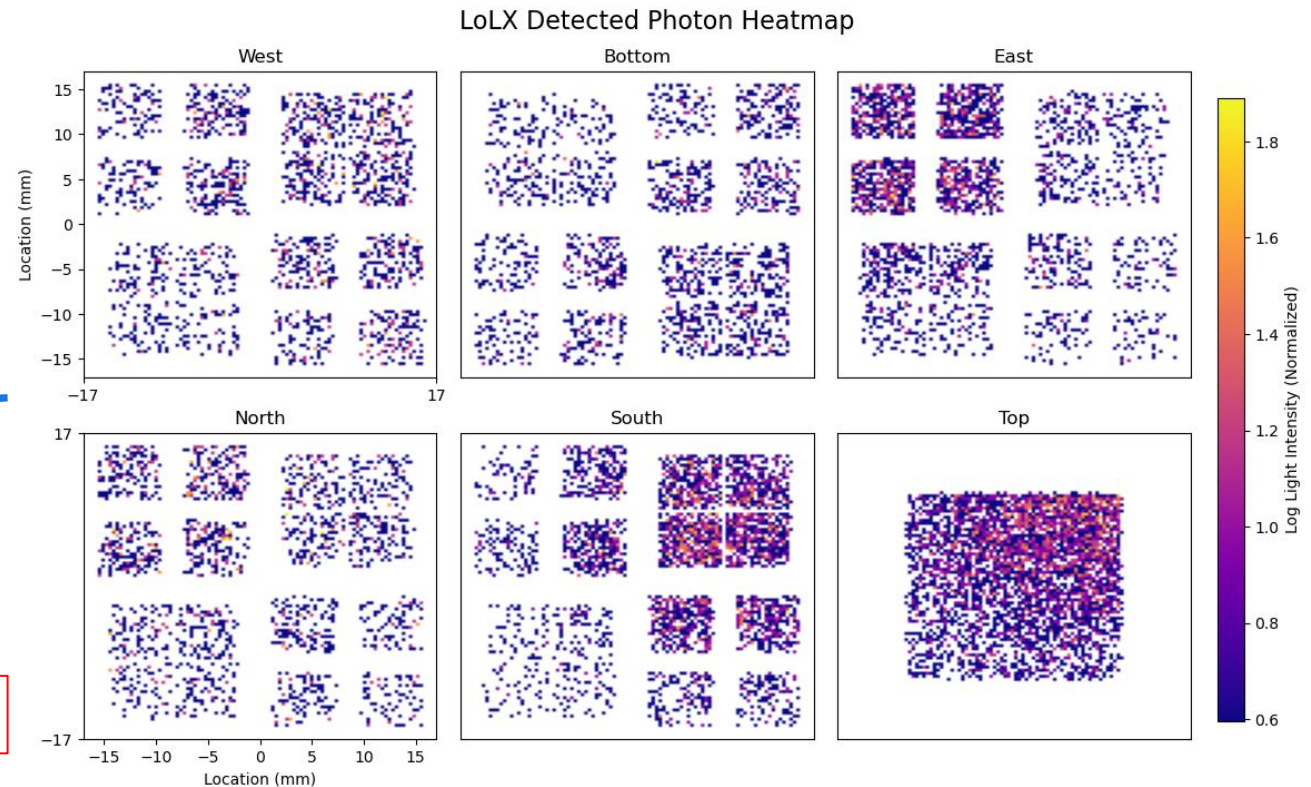 LoLX Detected Photon Heatmap
West
Bottom
East
15
10
5
0
−5
−10
−15
Location (mm)
−17
17
North
South
Top
17
−17
−15
−10
−5
0
5
10
15
Location (mm)
1.8
1.6
1.4
1.2
1.0
0.8
0.6
Log Light Intensity (Normalized)